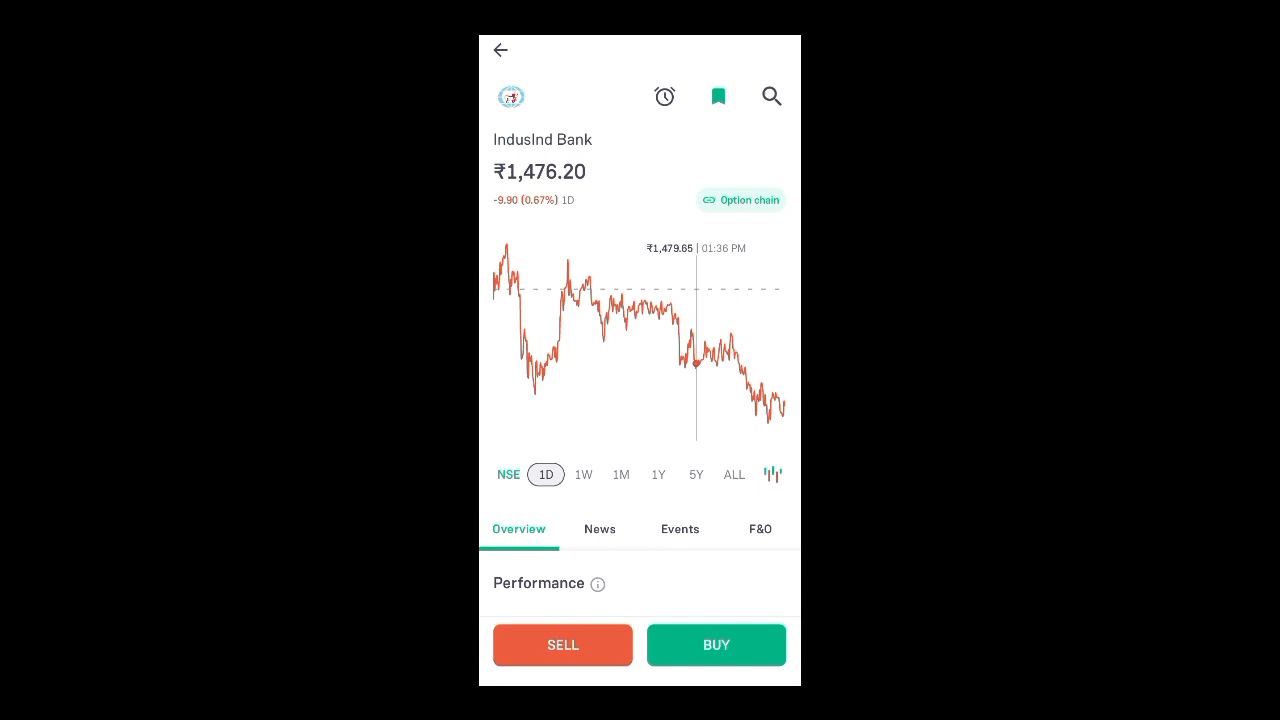 IndusInd Bank
₹1,476.20
-9.90 (0.67%) 1D
Option chain
₹1,479.65 | 01:36 PM
NSE 1D 1W 1M 1Y 5Y ALL
Overview News Events F&O
Performance
SELL BUY